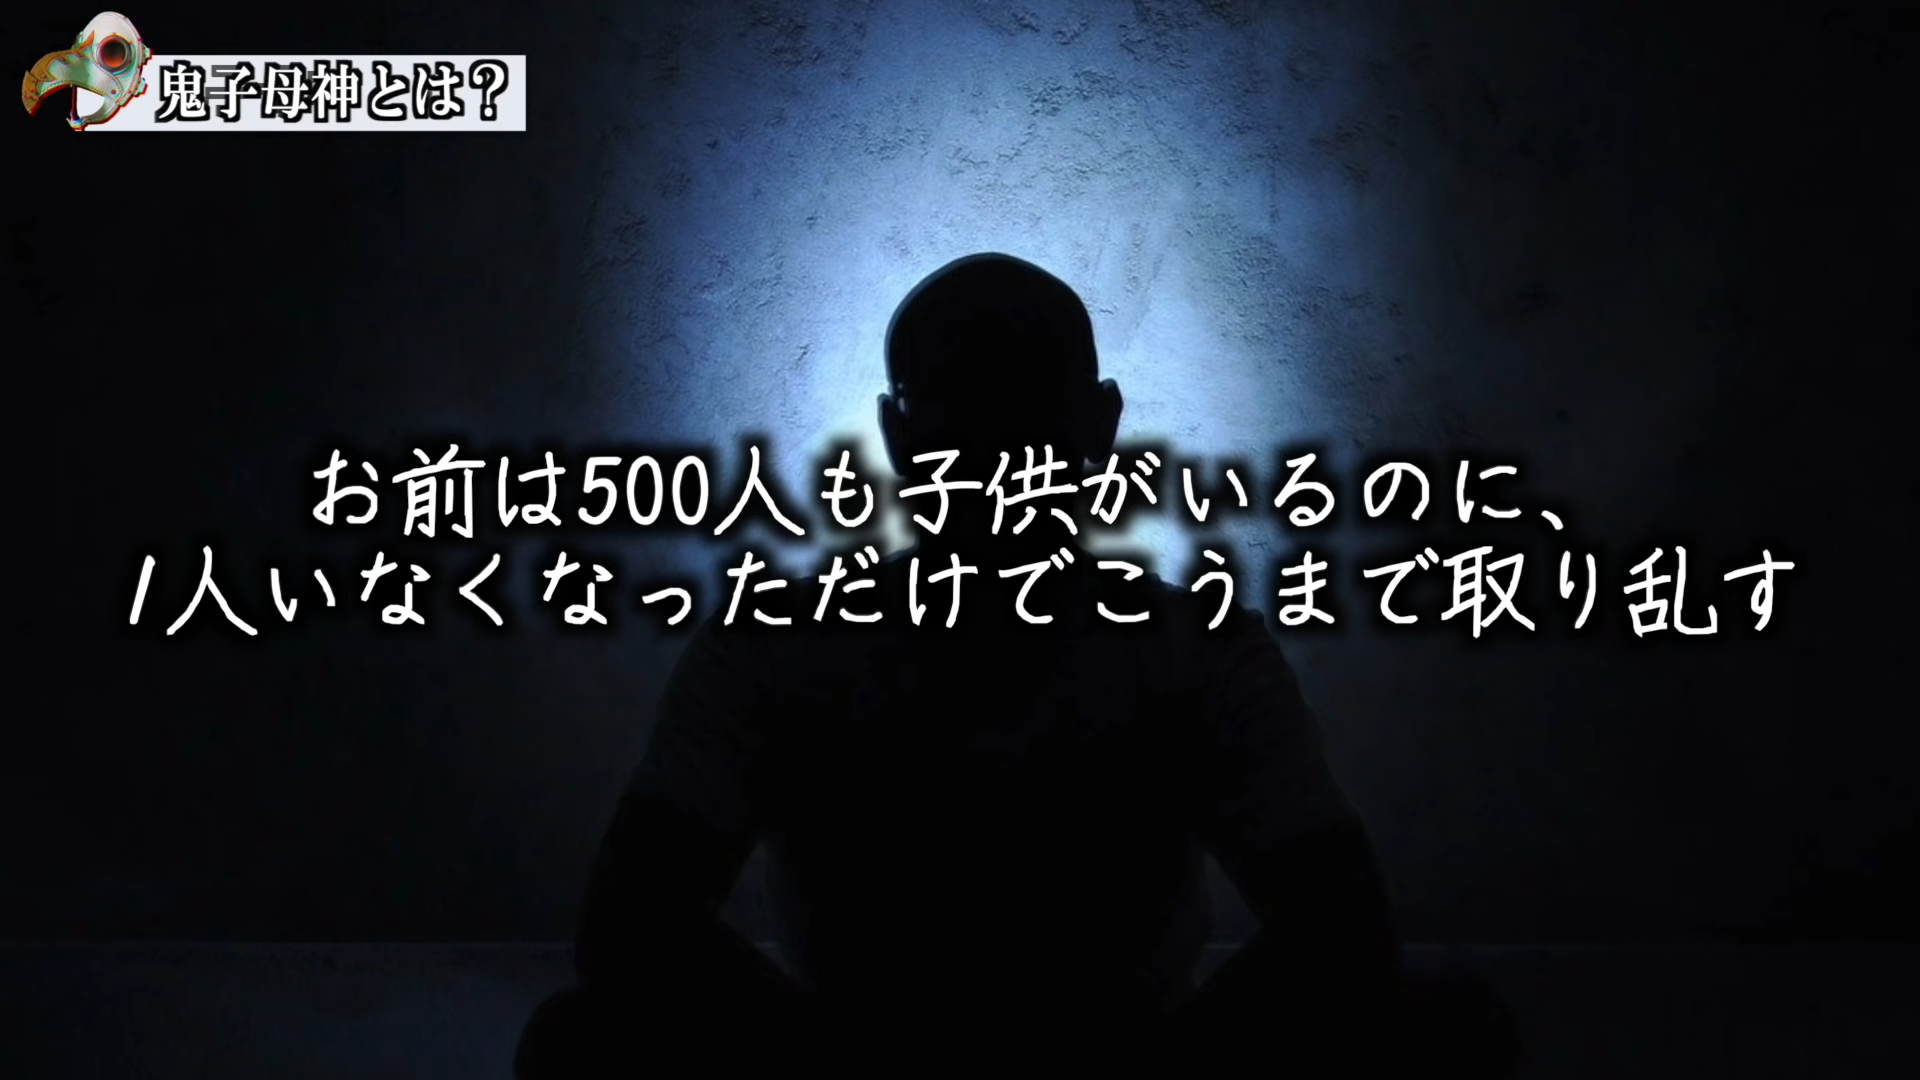 鬼子母神とは？
お前は500人も子供がいるのに、
1人いなくなっただけでこうまで取り乱す